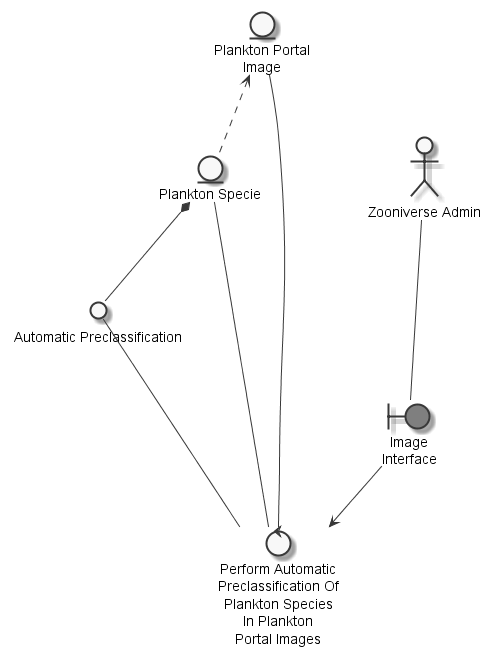 Plankton Portal
Image
Plankton Specie
Zooniverse Admin
Automatic Preclassification
Image
Interface
Perform Automatic
Preclassification Of
Plankton Species
In Plankton
Portal Images